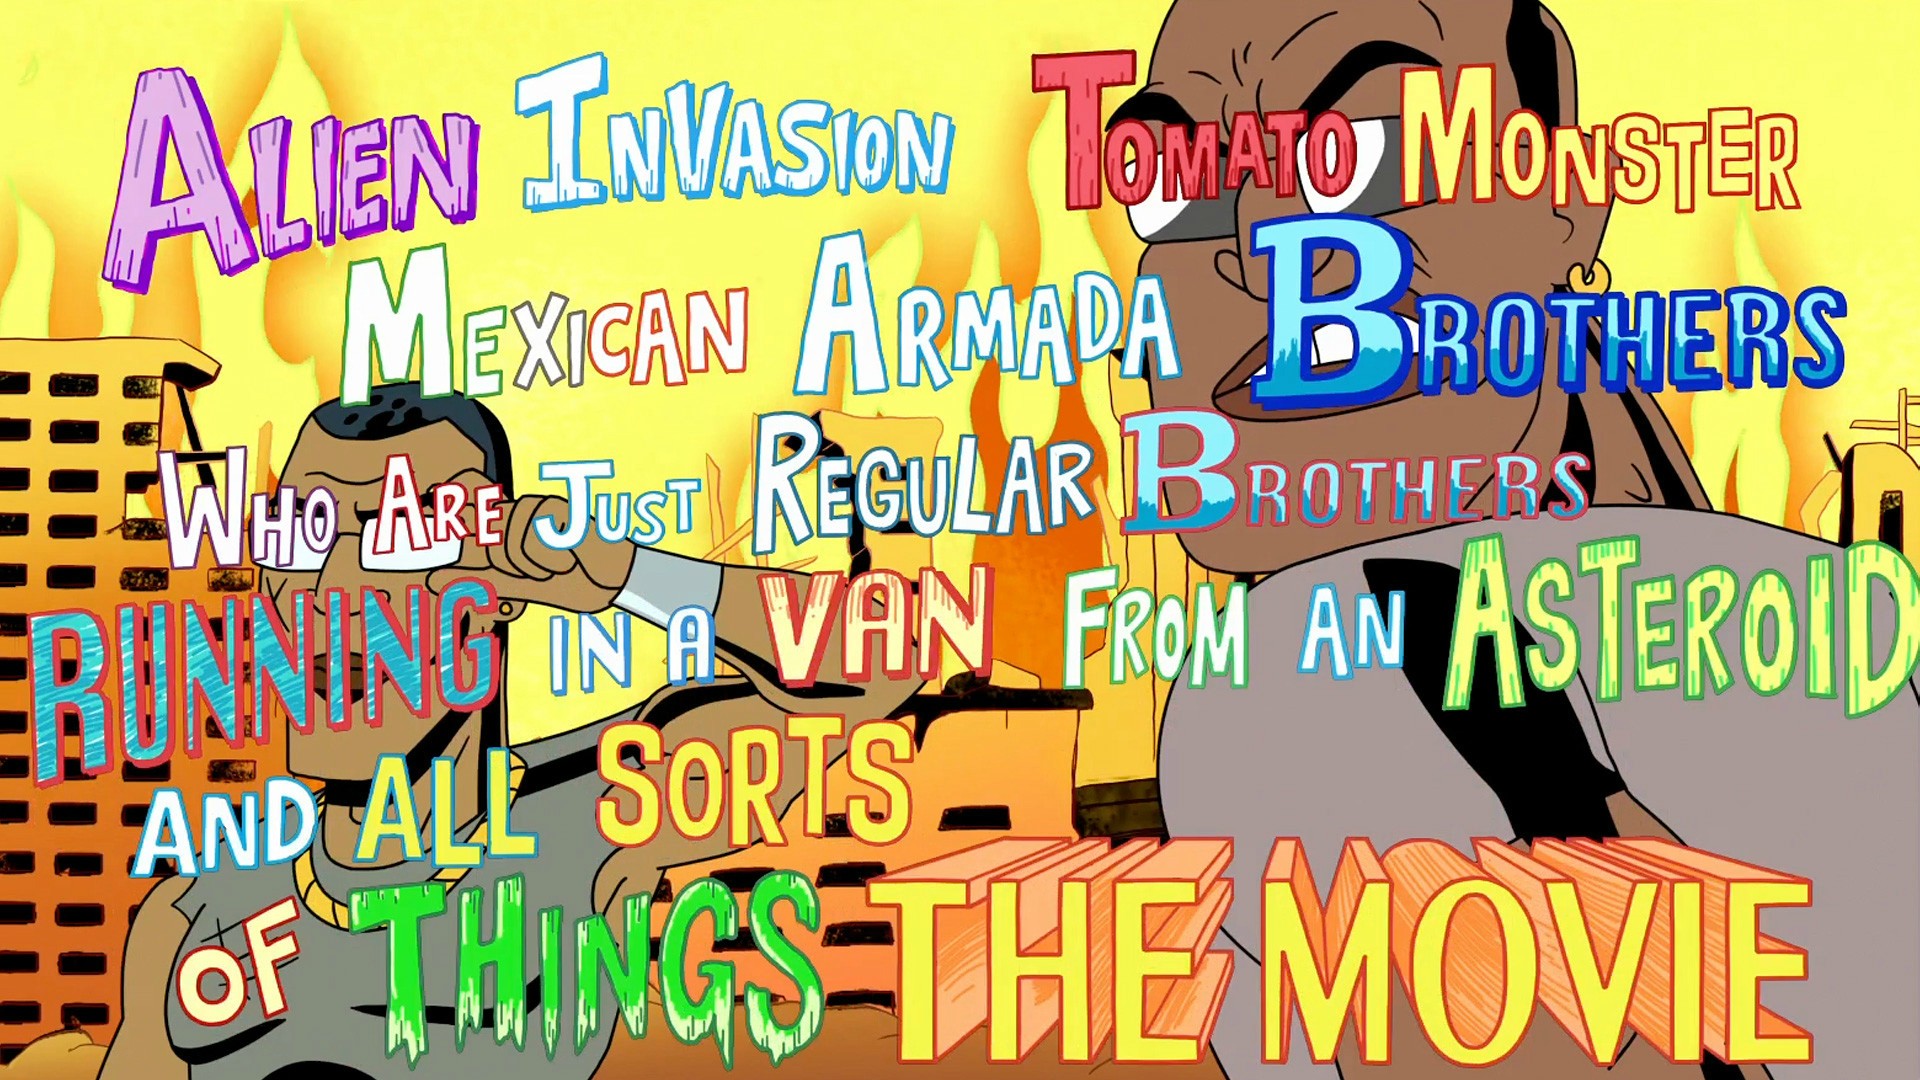 ALIEN INVASION TOMATO MONSTER
MEXICAN ARMADA BROTHERS
WHO ARE JUST REGULAR BROTHERS
RUNNING IN A VAN FROM AN ASTEROID
AND ALL SORTS
OF THINGS THE MOVIE